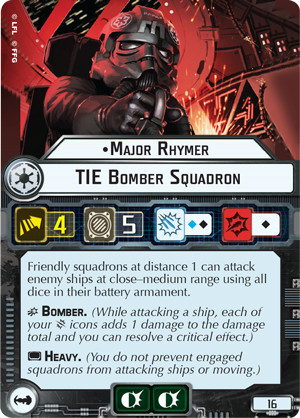 © LFL © FFG
•Major Rhymer
TIE Bomber Squadron
4
5
Friendly squadrons at distance 1 can attack
enemy ships at close–medium range using all
dice in their battery armament.
Bomber. (While attacking a ship, each of
your icons adds 1 damage to the damage
total and you can resolve a critical effect.)
Heavy. (You do not prevent engaged
squadrons from attacking ships or moving.)
16